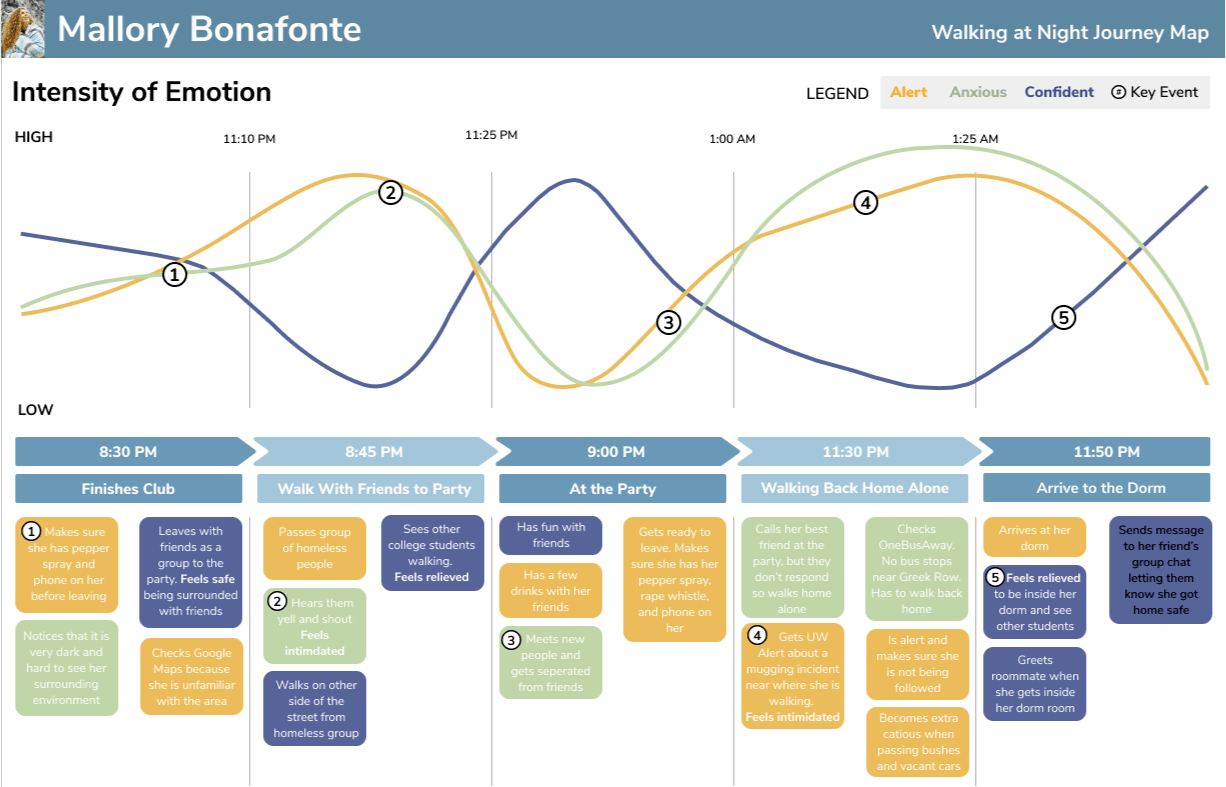 Mallory Bonafonte
Walking at Night Journey Map
Intensity of Emotion
LEGEND
Alert
Anxious
Confident
# Key Event
HIGH
11:10 PM
11:25 PM
1:00 AM
1:25 AM
1
2
3
4
5
LOW
8:30 PM
8:45 PM
9:00 PM
11:30 PM
11:50 PM
Finishes Club
Walk With Friends to Party
At the Party
Walking Back Home Alone
Arrive to the Dorm
1 Makes sure
she has pepper
spray and
phone on her
before leaving
Notices that it is
very dark and
hard to see her
surrounding
environment
Leaves with
friends as a
group to the
party. Feels safe
being surrounded
with friends
Checks Google
Maps because
she is unfamiliar
with the area
Passes group
of homeless
people
2 Hears them
yell and shout
Feels
intimdated
Walks on other
side of the
street from
homeless group
Sees other
college students
walking.
Feels relieved
Has fun with
friends
Has a few
drinks with her
friends
3 Meets new
people and
gets seperated
from friends
Gets ready to
leave. Makes
sure she has her
pepper spray,
rape whistle,
and phone on
her
Calls her best
friend at the
party, but they
don't respond
so walks home
alone
4 Gets UW
Alert about a
mugging incident
near where she is
walking.
Feels intimidated
Checks
OneBusAway.
No bus stops
near Greek Row.
Has to walk back
home
Is alert and
makes sure she
is not being
followed
Becomes extra
catious when
passing bushes
and vacant cars
Arrives at her
dorm
5 Feels relieved
to be inside her
dorm and see
other students
Greets
roommate when
she gets inside
her dorm room
Sends message
to her friend's
group chat
letting them
know she got
home safe